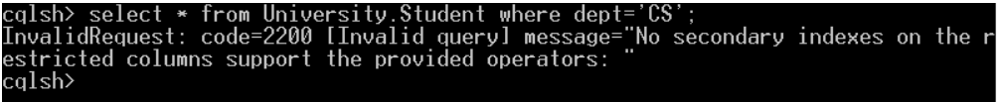 cqlsh> select * from University.Student where dept='CS';
InvalidRequest: code=2200 [Invalid query] message="No secondary indexes on the r
estricted columns support the provided operators: "
cqlsh>